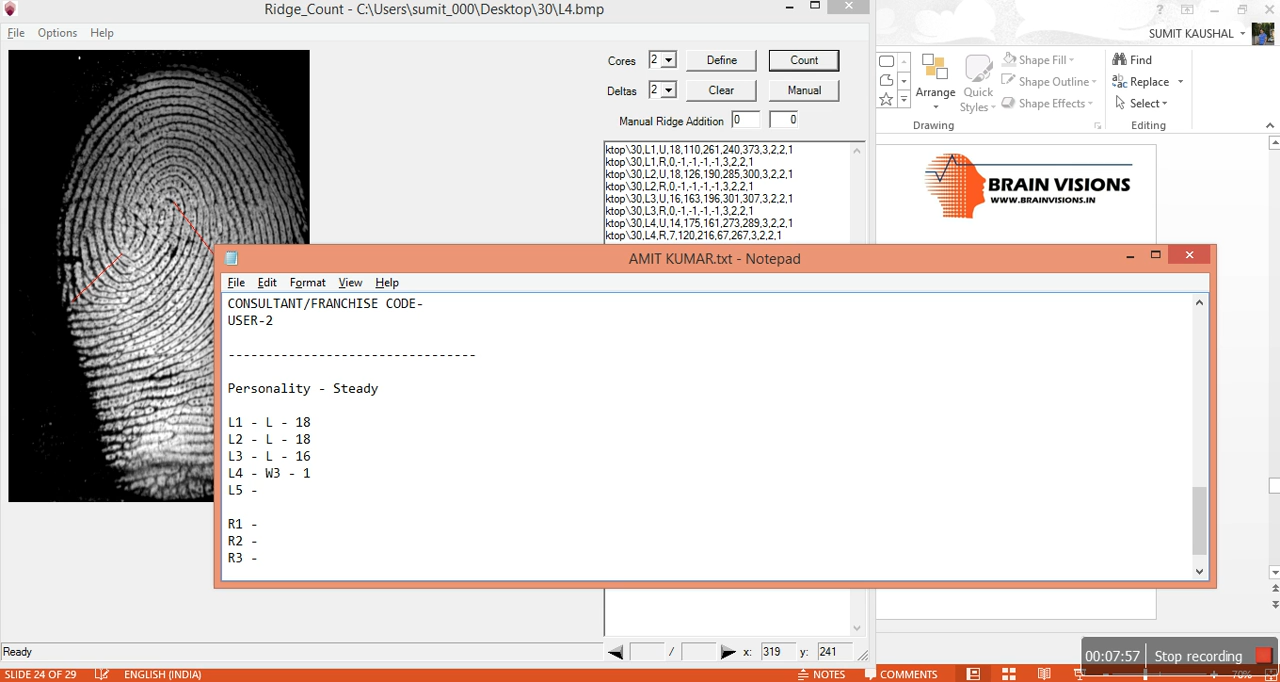 Ridge_Count - C:\Users\sumit_000\Desktop\30\L4.bmp
File Options Help
Cores 2 Define Count
Deltas 2 Clear Manual
Manual Ridge Addition 0 0
ktop\30,L1,U,18,110,261,240,373,3,2,2,1
ktop\30,L1,R,0,-1,-1,-1,-1,3,2,2,1
ktop\30,L2,U,18,126,190,285,300,3,2,2,1
ktop\30,L2,R,0,-1,-1,-1,-1,3,2,2,1
ktop\30,L3,U,16,163,196,301,307,3,2,2,1
ktop\30,L3,R,0,-1,-1,-1,-1,3,2,2,1
ktop\30,L4,U,14,175,161,273,289,3,2,2,1
ktop\30,L4,R,7,120,216,67,267,3,2,2,1
SUMIT KAUSHAL
Arrange
Quick Styles
Shape Fill
Shape Outline
Shape Effects
Drawing
Find
Replace
Select
Editing
BRAIN VISIONS
WWW.BRAINVISIONS.IN
AMIT KUMAR.txt - Notepad
File Edit Format View Help
CONSULTANT/FRANCHISE CODE-
USER-2
--------------------------------
Personality - Steady
L1 - L - 18
L2 - L - 18
L3 - L - 16
L4 - W3 - 1
L5 -
R1 -
R2 -
R3 -
Ready / x: 319 y: 241
00:07:57 Stop recording
SLIDE 24 OF 29 ENGLISH (INDIA) NOTES COMMENTS 70%